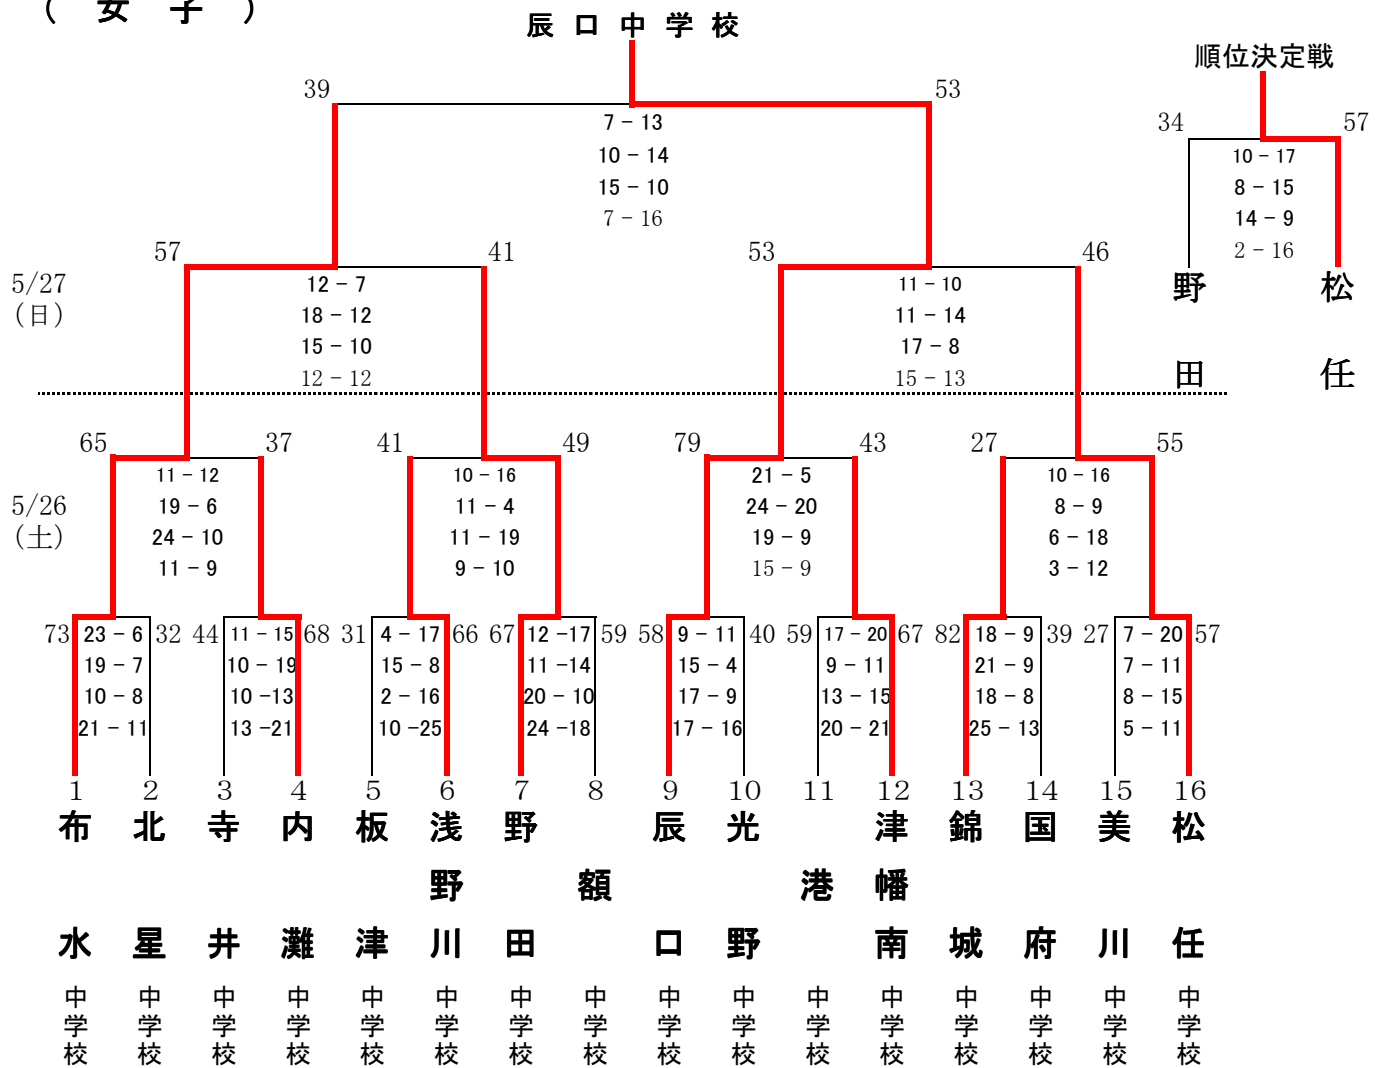 （女子）
辰口中学校
順位決定戦
39 53
7 − 13
10 − 14
15 − 10
7 − 16
34 57
10 − 17
8 − 15
14 − 9
2 − 16
野田
松任
5/27
（日）
57 41
12 − 7
18 − 12
15 − 10
12 − 12
53 46
11 − 10
11 − 14
17 − 8
15 − 13
5/26
（土）
65 37
11 − 12
19 − 6
24 − 10
11 − 9
41 49
10 − 16
11 − 4
11 − 19
9 − 10
79 43
21 − 5
24 − 20
19 − 9
15 − 9
27 55
10 − 16
8 − 9
6 − 18
3 − 12
73 32
23 − 6
19 − 7
10 − 8
21 − 11
44 68
11 − 15
10 − 19
10 −13
13 −21
31 66
4 − 17
15 − 8
2 − 16
10 −25
67 59
12 −17
11 −14
20 − 10
24 −18
58 40
9 − 11
15 − 4
17 − 9
17 − 16
59 67
17 − 20
9 − 11
13 − 15
20 − 21
82 39
18 − 9
21 − 9
18 − 8
25 − 13
27 57
7 − 20
7 − 11
8 − 15
5 − 11
1 布水中学校
2 北星中学校
3 寺井中学校
4 内灘中学校
5 板津中学校
6 浅野川中学校
7 野田中学校
8 額中学校
9 辰口中学校
10 光野中学校
11 港中学校
12 津幡南中学校
13 錦城中学校
14 国府中学校
15 美川中学校
16 松任中学校